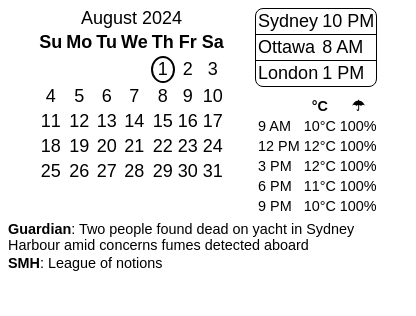 August 2024
Su Mo Tu We Th Fr Sa
1 2 3
4 5 6 7 8 9 10
11 12 13 14 15 16 17
18 19 20 21 22 23 24
25 26 27 28 29 30 31
Sydney 10 PM
Ottawa 8 AM
London 1 PM
°C ☂
9 AM 10°C 100%
12 PM 12°C 100%
3 PM 12°C 100%
6 PM 11°C 100%
9 PM 10°C 100%
Guardian: Two people found dead on yacht in Sydney
Harbour amid concerns fumes detected aboard
SMH: League of notions